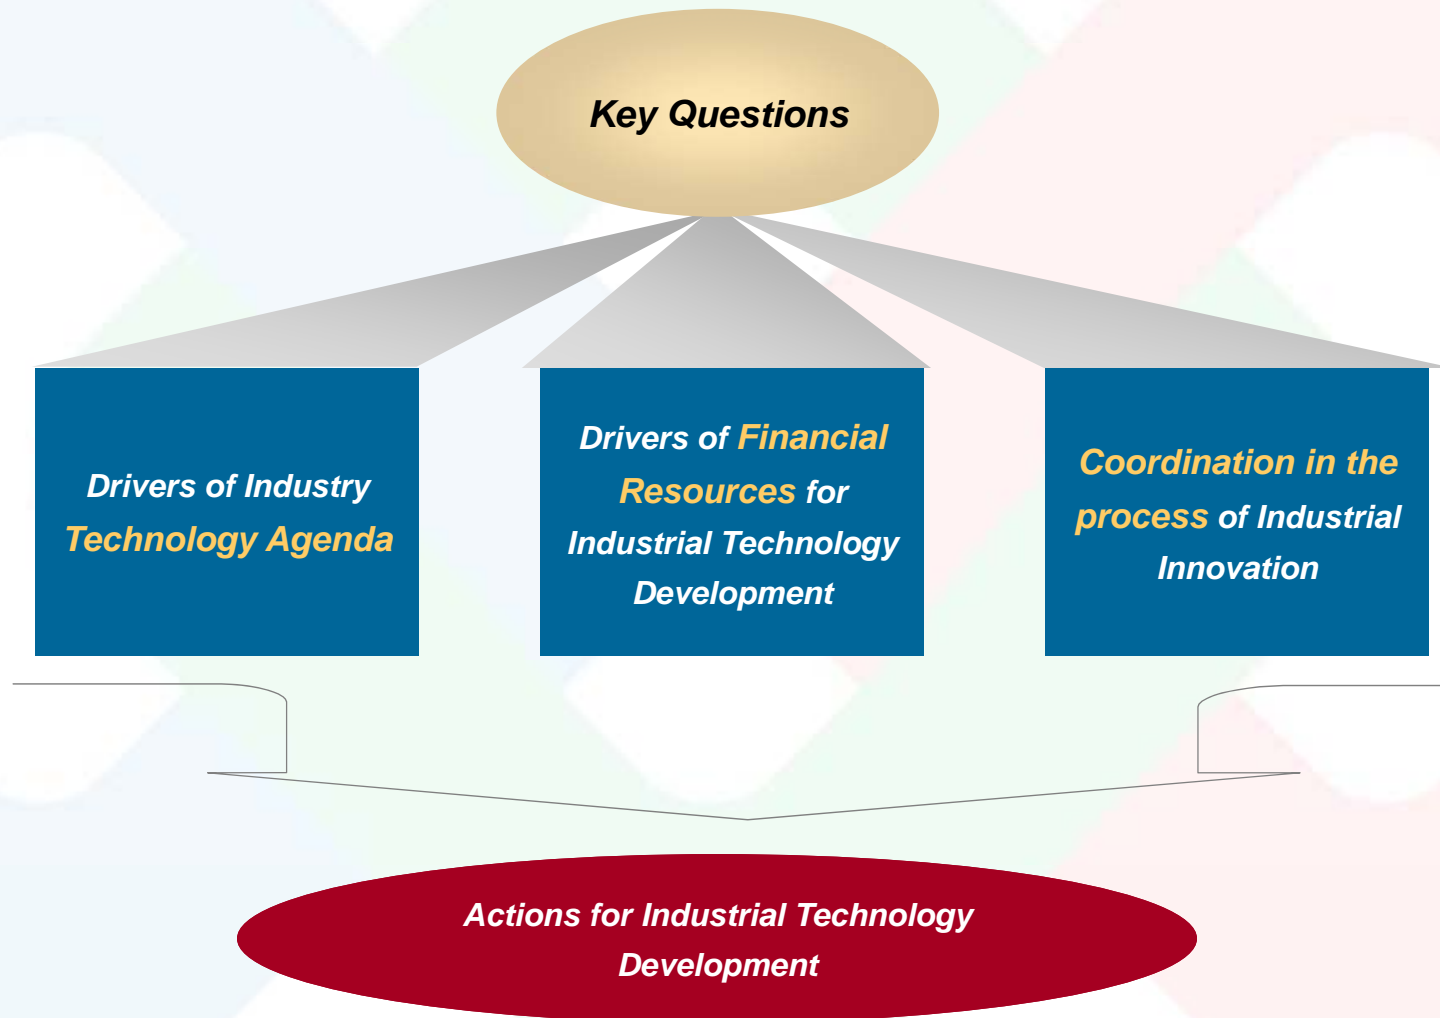 Key Questions
Drivers of Industry
Technology Agenda
Drivers of Financial
Resources for
Industrial Technology
Development
Coordination in the
process of Industrial
Innovation
Actions for Industrial Technology
Development